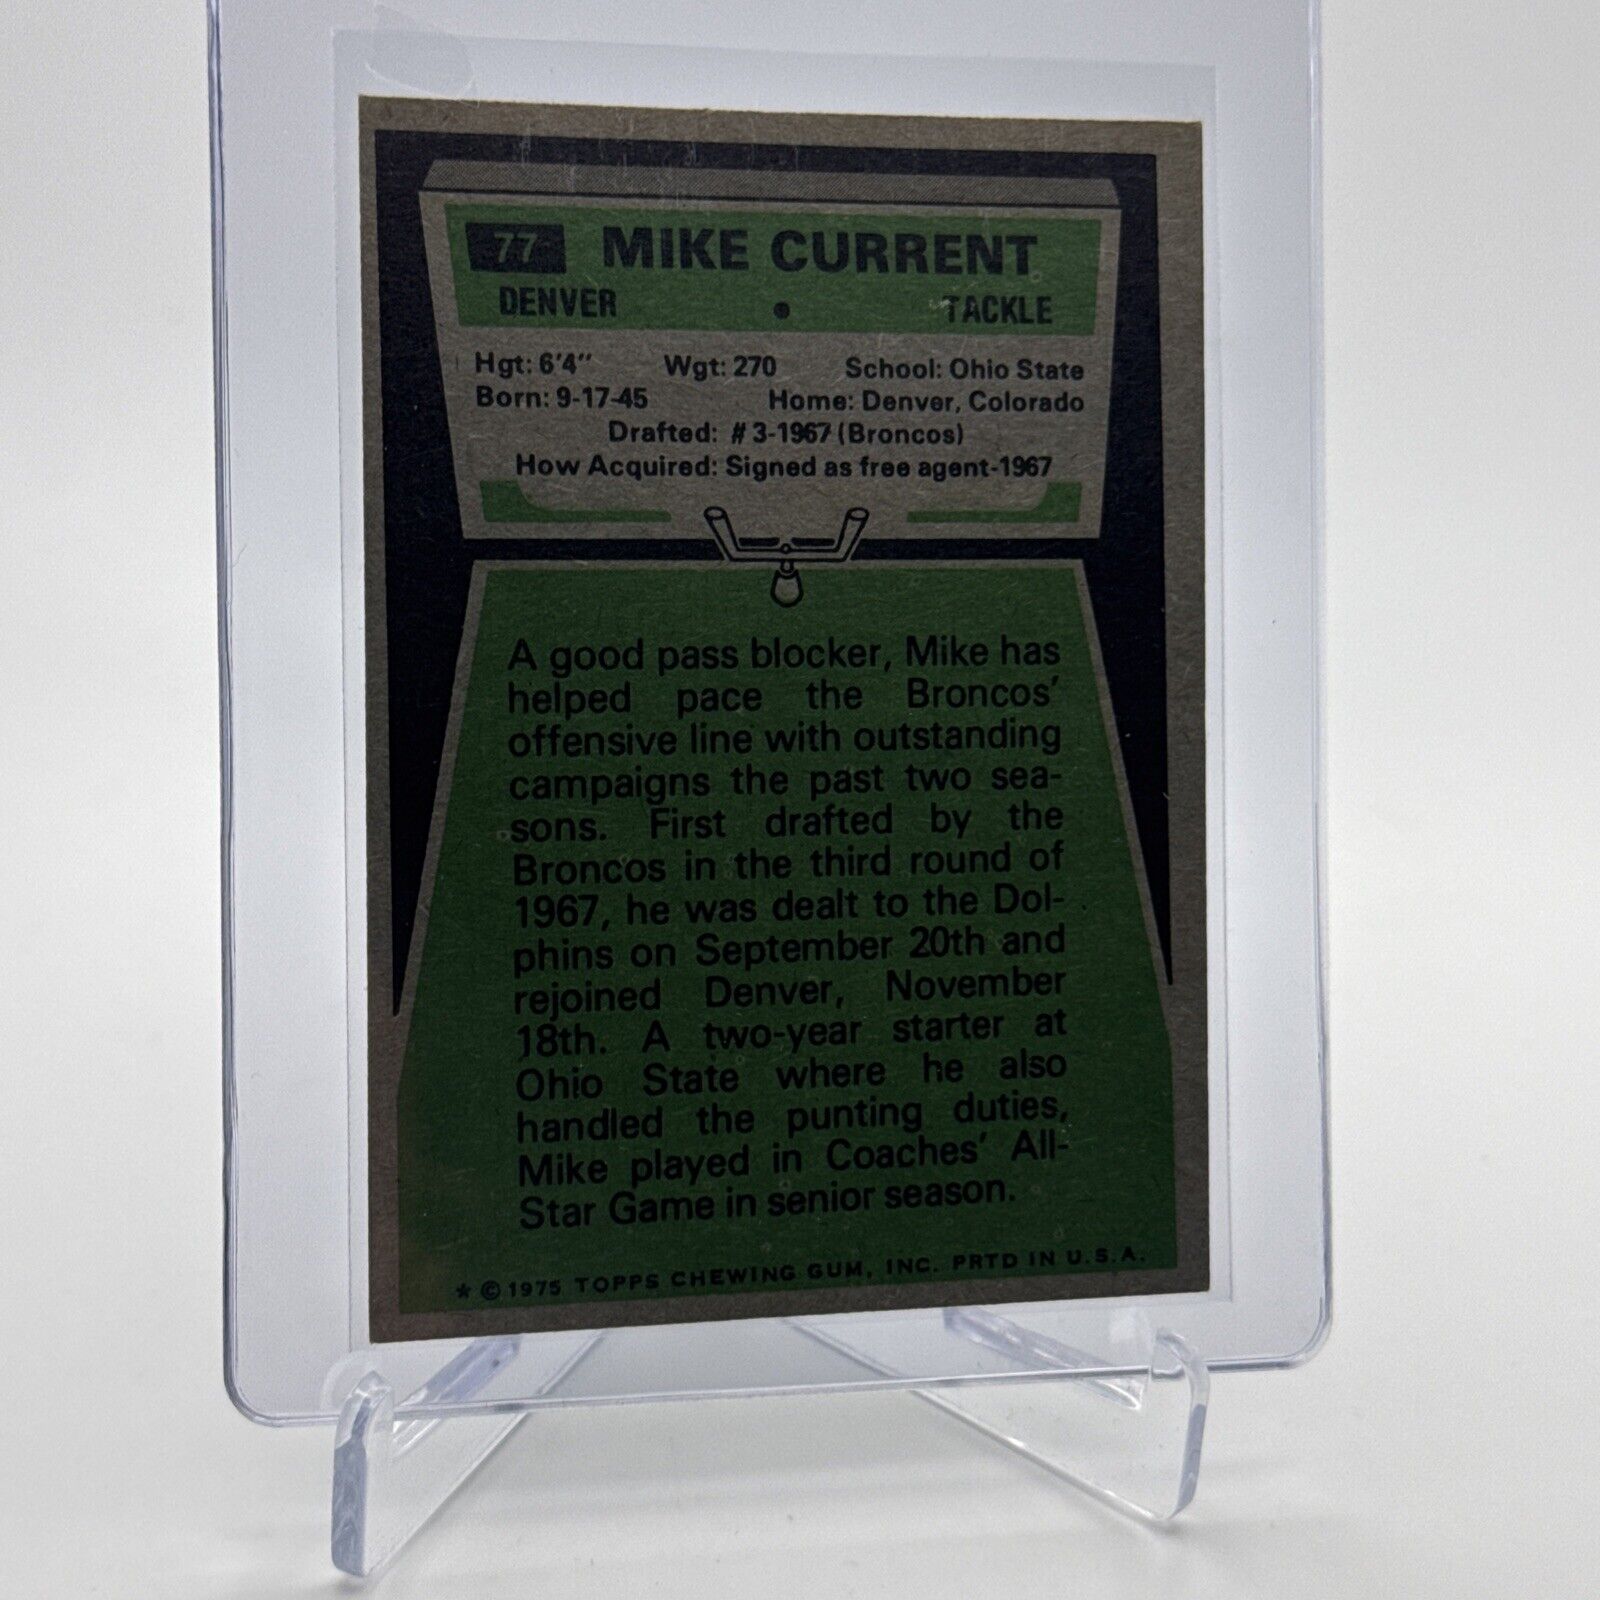 77 MIKE CURRENT
DENVER • TACKLE
Hgt: 6'4" Wgt: 270 School: Ohio State
Born: 9-17-45 Home: Denver, Colorado
Drafted: #3-1967 (Broncos)
How Acquired: Signed as free agent-1967
A good pass blocker, Mike has
helped pace the Broncos'
offensive line with outstanding
campaigns the past two sea-
sons. First drafted by the
Broncos in the third round of
1967, he was dealt to the Dol-
phins on September 20th and
rejoined Denver, November
18th. A two-year starter at
Ohio State where he also
handled the punting duties,
Mike played in Coaches' All-
Star Game in senior season.
* © 1975 TOPPS CHEWING GUM, INC. PRTD IN U.S.A.